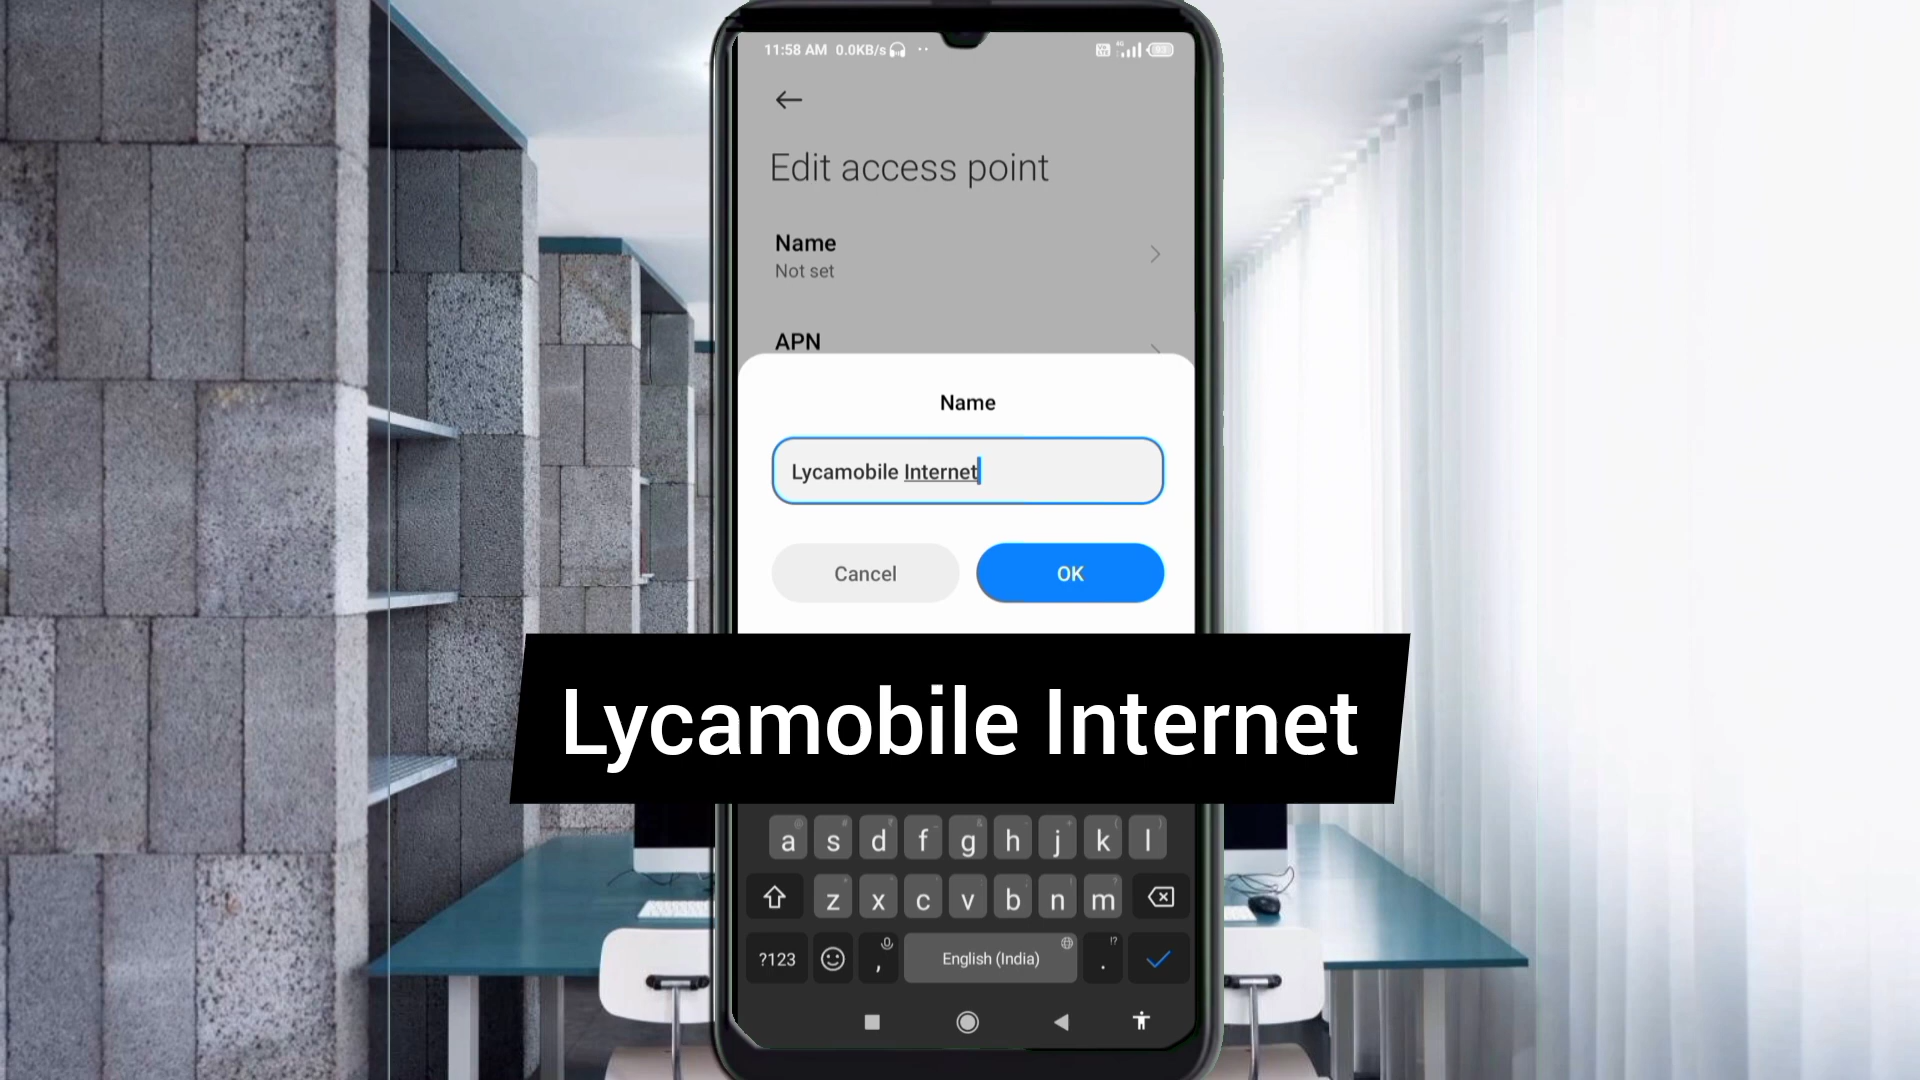 11:58 AM 0.0KB/s
Edit access point
Name
Not set
APN
Name
Lycamobile Internet
Cancel OK
Lycamobile Internet
a s d f g h j k l
z x c v b n m
?123 , English (India) .